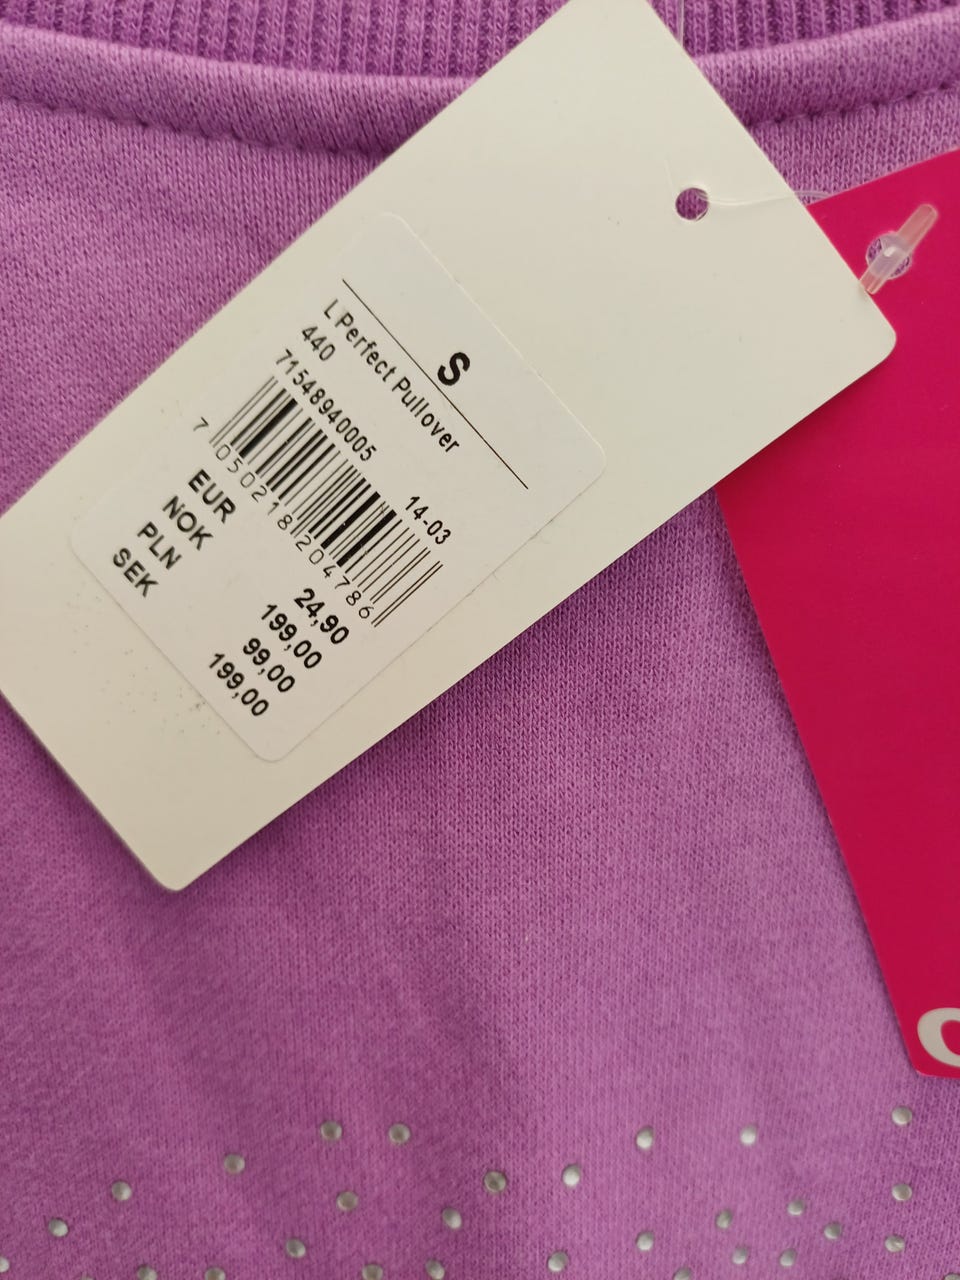 S
L Perfect Pullover
440
71548940005
14-03
7 050218 204786
EUR 24,90
NOK 199,00
PLN 99,00
SEK 199,00